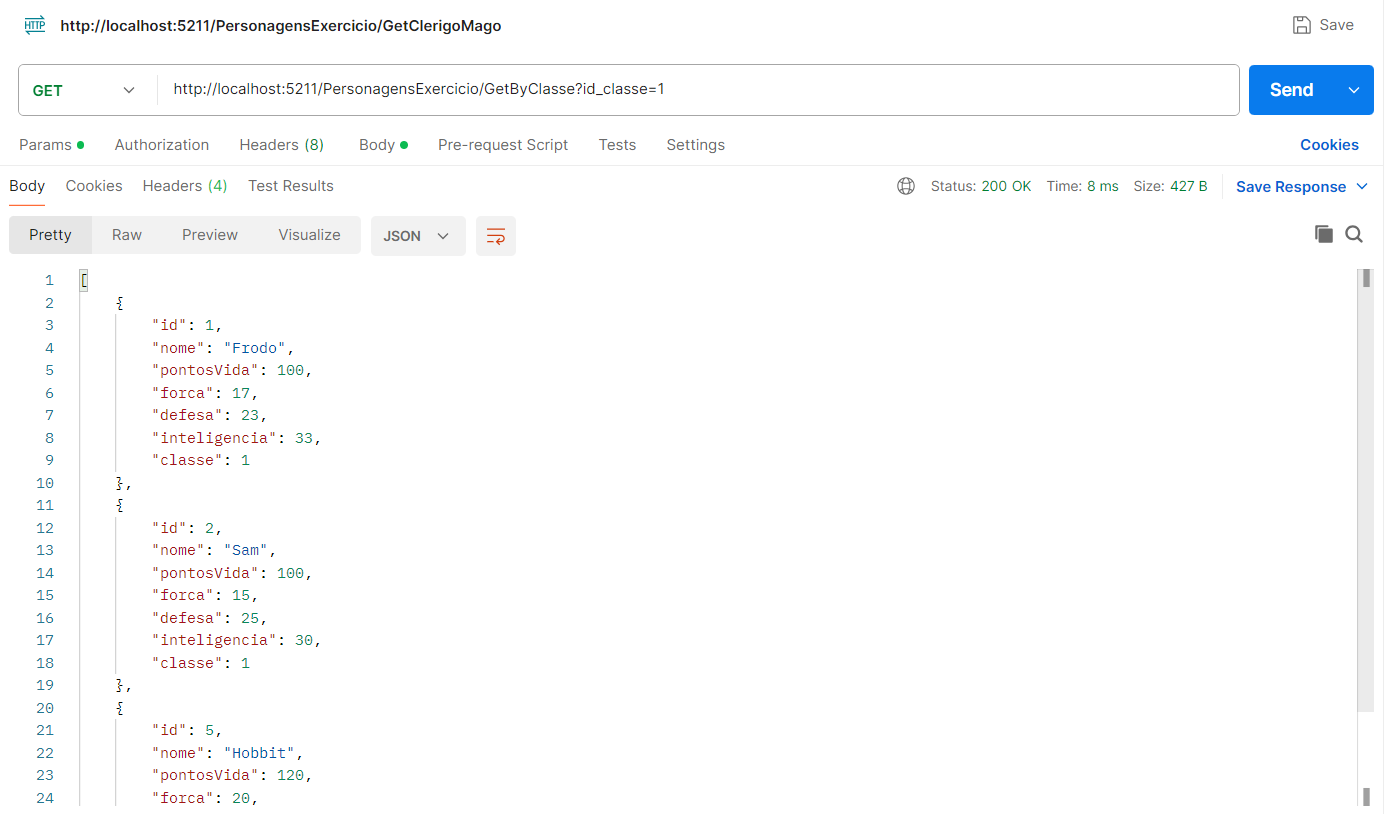 HTTP http://localhost:5211/PersonagensExercicio/GetClerigoMago Save
GET http://localhost:5211/PersonagensExercicio/GetByClasse?id_classe=1 Send
Params Authorization Headers (8) Body Pre-request Script Tests Settings Cookies
Body Cookies Headers (4) Test Results Status: 200 OK Time: 8 ms Size: 427 B Save Response
Pretty Raw Preview Visualize JSON
1 [
2 {
3 "id": 1,
4 "nome": "Frodo",
5 "pontosVida": 100,
6 "forca": 17,
7 "defesa": 23,
8 "inteligencia": 33,
9 "classe": 1
10 },
11 {
12 "id": 2,
13 "nome": "Sam",
14 "pontosVida": 100,
15 "forca": 15,
16 "defesa": 25,
17 "inteligencia": 30,
18 "classe": 1
19 },
20 {
21 "id": 5,
22 "nome": "Hobbit",
23 "pontosVida": 120,
24 "forca": 20,